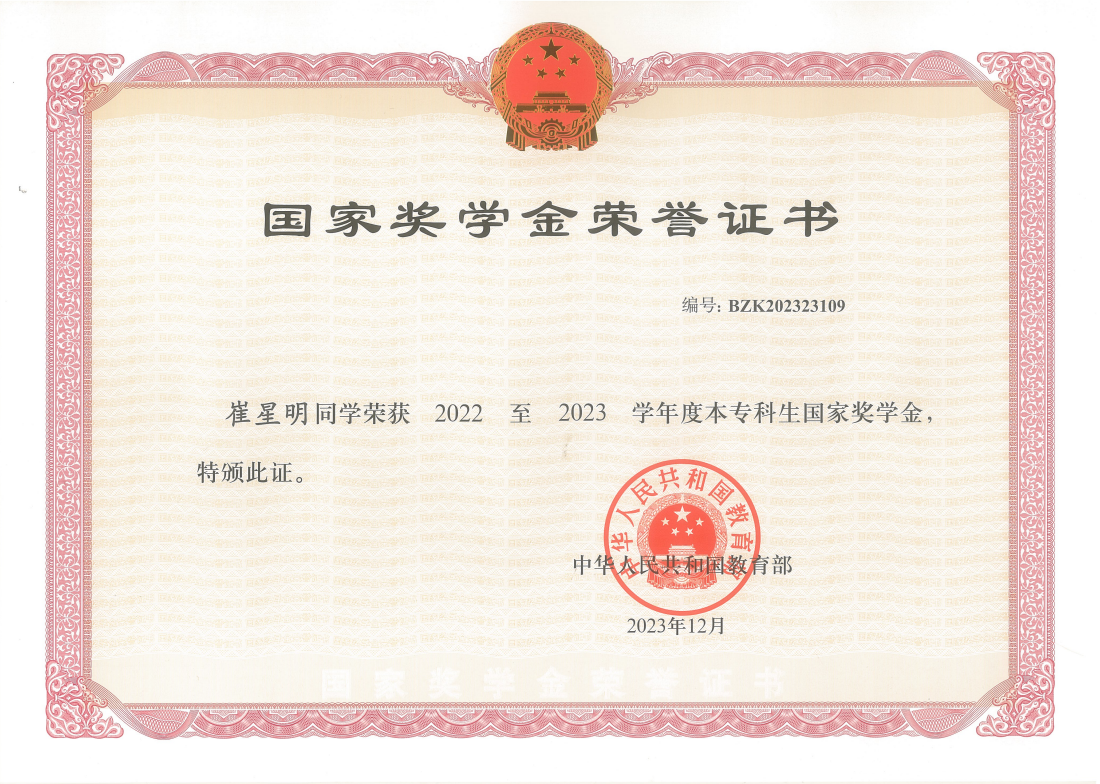 国家奖学金荣誉证书
编号: BZK202323109
崔星明同学荣获 2022 至 2023 学年度本专科生国家奖学金，
特颁此证。
中华人民共和国教育部
中华人民共和国教育部
2023年12月
国家奖学金荣誉证书